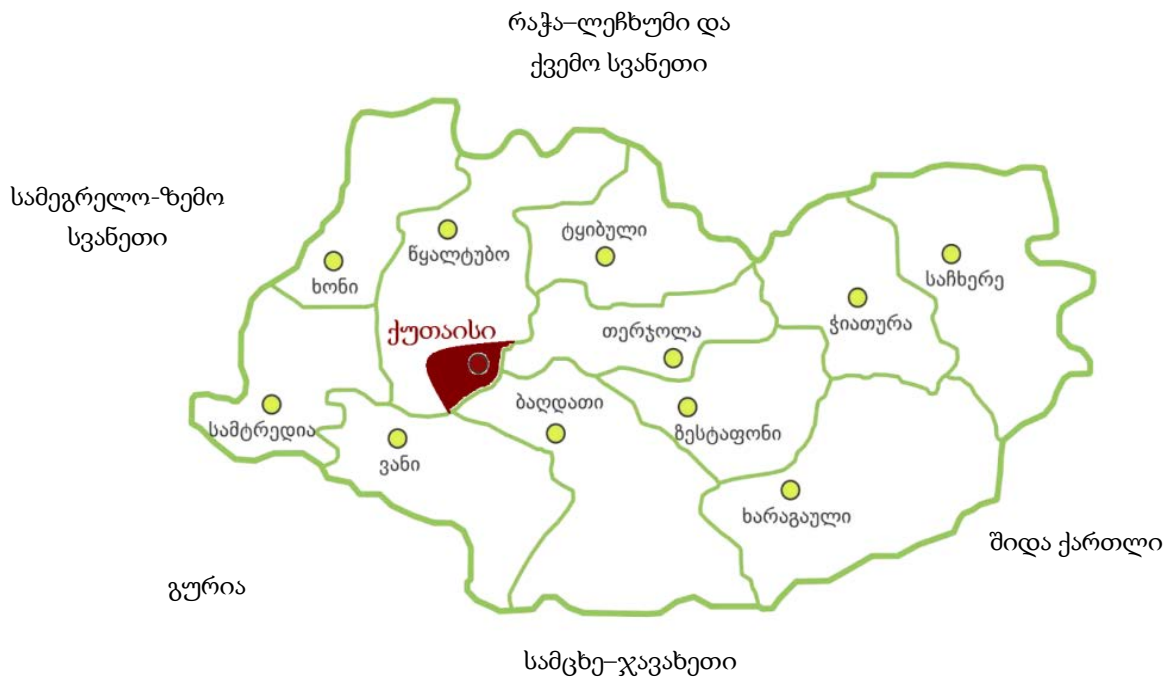 რაჭა–ლეჩხუმი და
ქვემო სვანეთი
სამეგრელო-ზემო
სვანეთი
ტყიბული
წყალტუბო
საჩხერე
ხონი
ჭიათურა
ქუთაისი
თერჯოლა
ბაღდათი
სამტრედია
ზესტაფონი
ვანი
ხარაგაული
შიდა ქართლი
გურია
სამცხე–ჯავახეთი